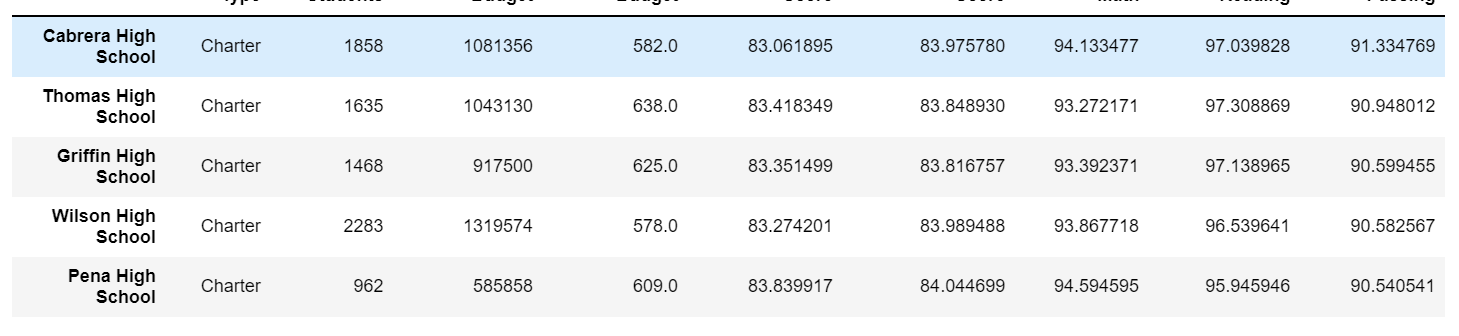 Type Students Budget Budget Score Score Math Reading Passing
Cabrera High
School Charter 1858 1081356 582.0 83.061895 83.975780 94.133477 97.039828 91.334769
Thomas High
School Charter 1635 1043130 638.0 83.418349 83.848930 93.272171 97.308869 90.948012
Griffin High
School Charter 1468 917500 625.0 83.351499 83.816757 93.392371 97.138965 90.599455
Wilson High
School Charter 2283 1319574 578.0 83.274201 83.989488 93.867718 96.539641 90.582567
Pena High
School Charter 962 585858 609.0 83.839917 84.044699 94.594595 95.945946 90.540541